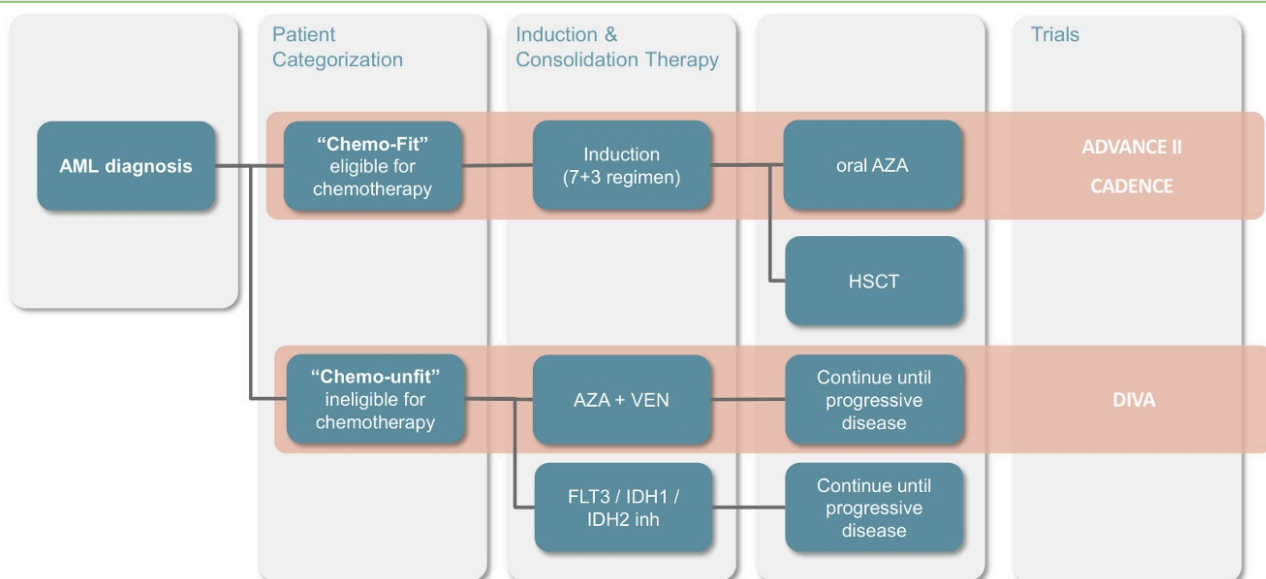 Patient
Categorization
Induction &
Consolidation Therapy
Trials
AML diagnosis
“Chemo-Fit”
eligible for
chemotherapy
Induction
(7+3 regimen)
oral AZA
ADVANCE II
CADENCE
HSCT
“Chemo-unfit”
ineligible for
chemotherapy
AZA + VEN
Continue until
progressive
disease
DIVA
FLT3 / IDH1 /
IDH2 inh
Continue until
progressive
disease